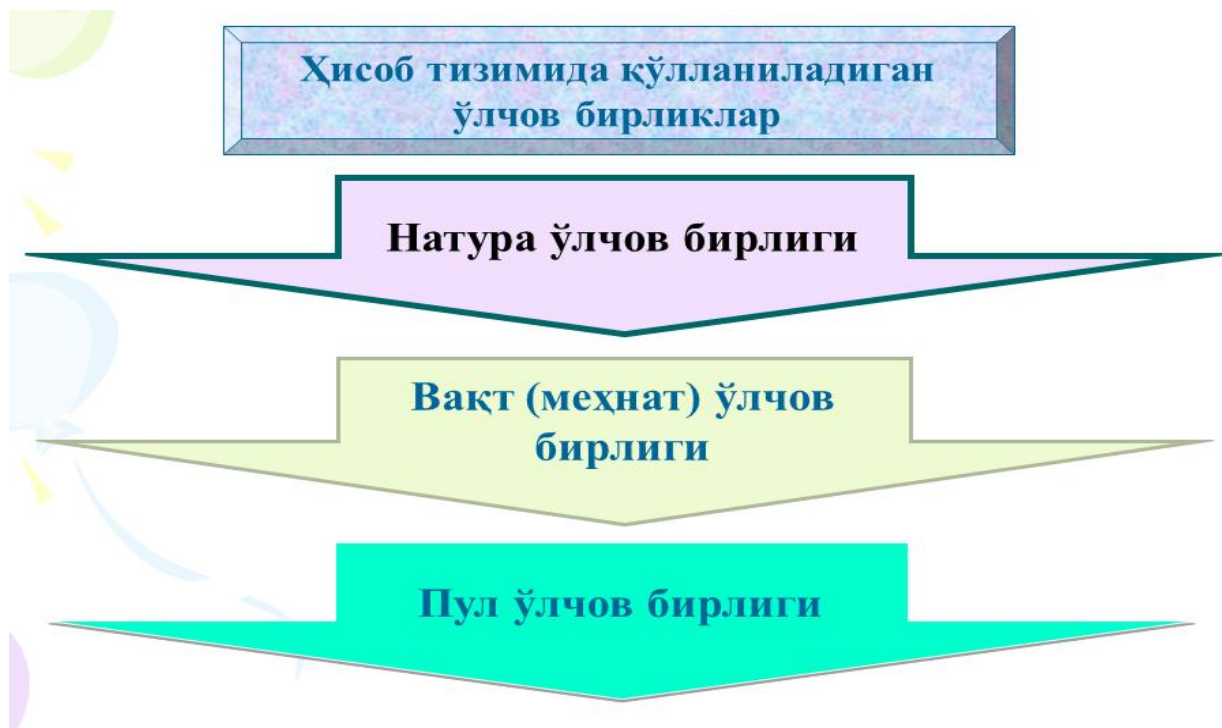 Ҳисоб тизимида қўлланиладиган
ўлчов бирликлар
Натура ўлчов бирлиги
Вақт (меҳнат) ўлчов
бирлиги
Пул ўлчов бирлиги